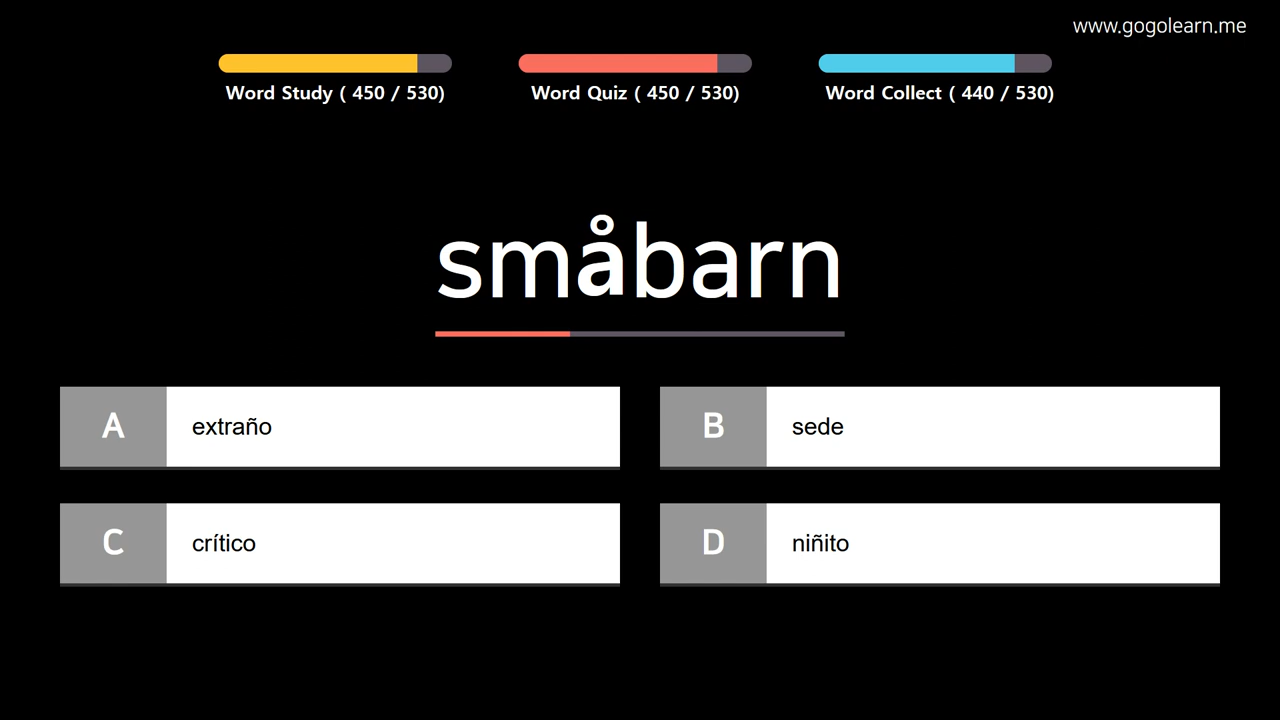 www.gogolearn.me
Word Study ( 450 / 530)
Word Quiz ( 450 / 530)
Word Collect ( 440 / 530)
småbarn
A
extraño
B
sede
C
crítico
D
niñito